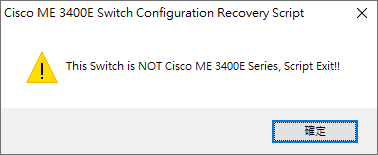 Cisco ME 3400E Switch Configuration Recovery Script
This Switch is NOT Cisco ME 3400E Series, Script Exit!!
確定